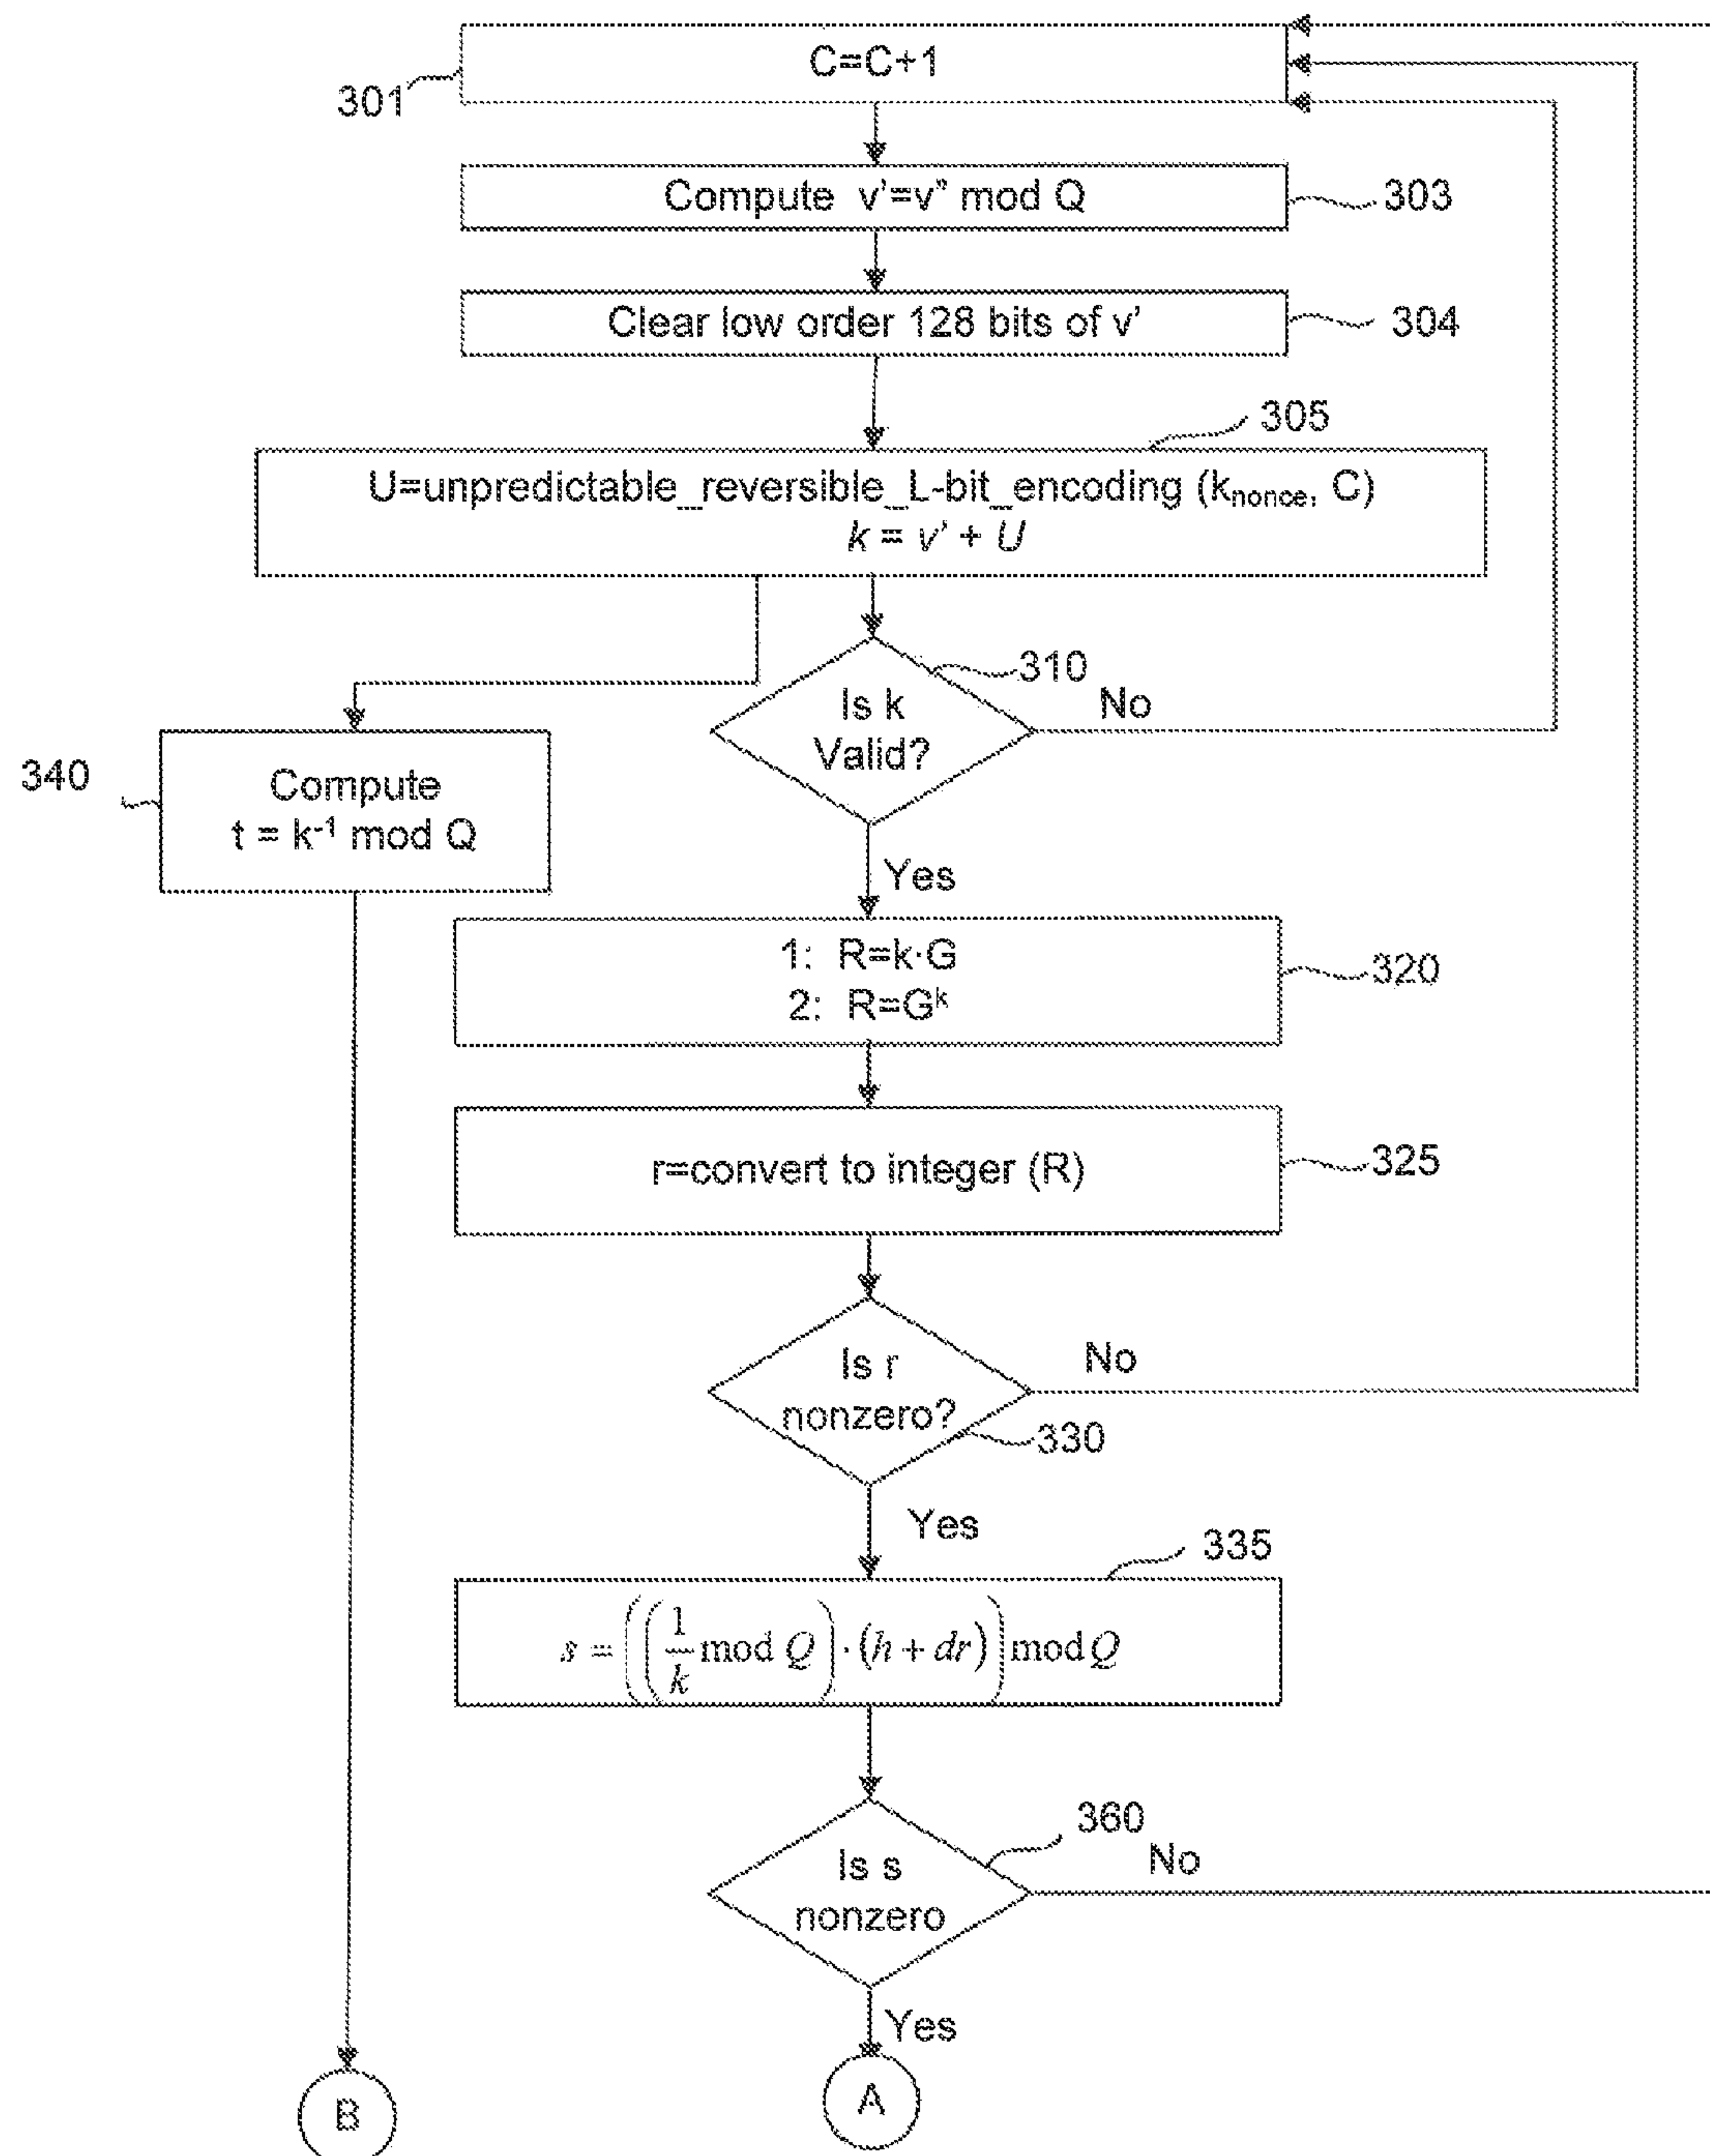 C=C+1
301
Compute v'=v" mod Q
303
Clear low order 128 bits of v'
304
305
U=unpredictable_reversible_L-bit_encoding (k_nonce, C)
k = v' + U
310
Is k
Valid?
No
340
Compute
t = k⁻¹ mod Q
Yes
1: R=k·G
2: R=Gᵏ
320
r=convert to integer (R)
325
Is r
nonzero?
No
330
Yes
335
s = (((1/k) mod Q) · (h + dr)) mod Q
360
Is s
nonzero
No
Yes
B
A